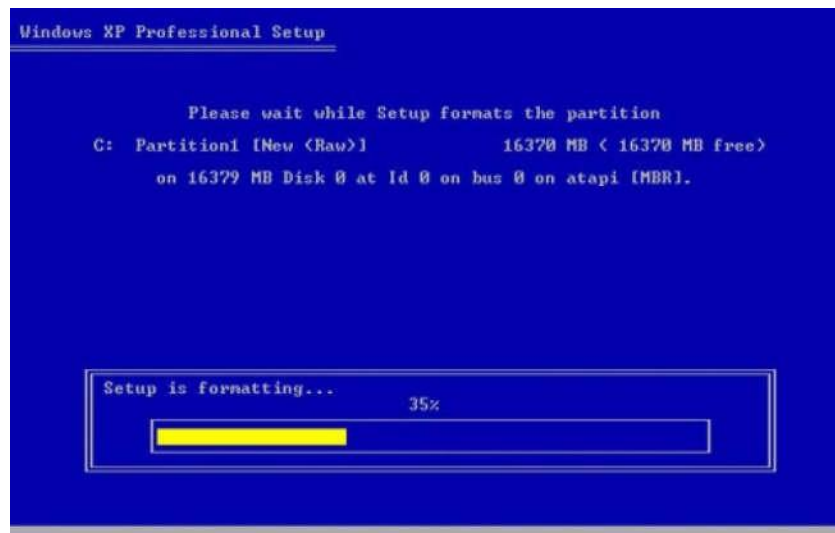 Windows XP Professional Setup
Please wait while Setup formats the partition
C: Partition1 [New (Raw)] 16370 MB ( 16370 MB free)
on 16379 MB Disk 0 at Id 0 on bus 0 on atapi [MBR].
Setup is formatting...
35%